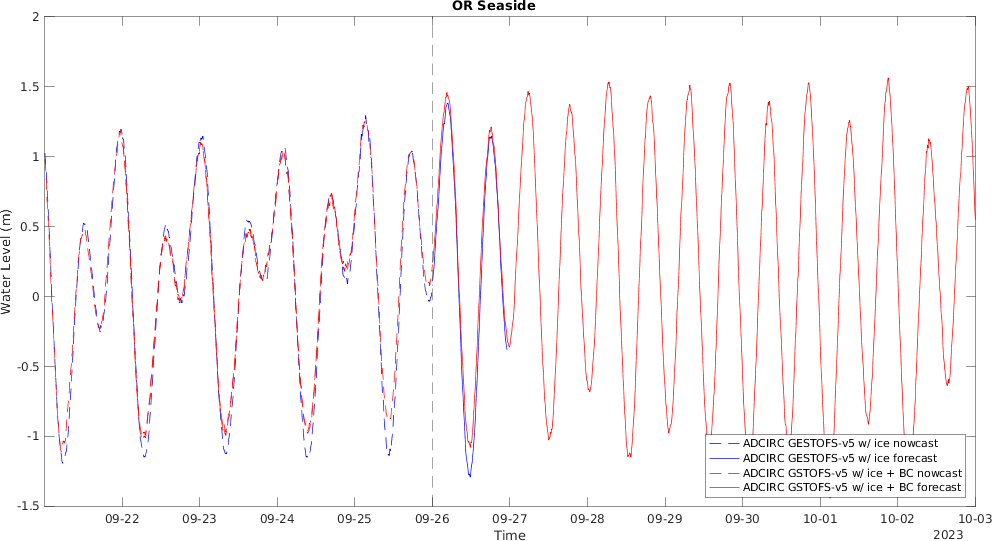 OR Seaside
2
1.5
1
0.5
0
-0.5
-1
-1.5
Water Level (m)
09-22 09-23 09-24 09-25 09-26 09-27 09-28 09-29 09-30 10-01 10-02 10-03
Time
2023
ADCIRC GESTOFS-v5 w/ ice nowcast
ADCIRC GESTOFS-v5 w/ ice forecast
ADCIRC GSTOFS-v5 w/ ice + BC nowcast
ADCIRC GSTOFS-v5 w/ ice + BC forecast